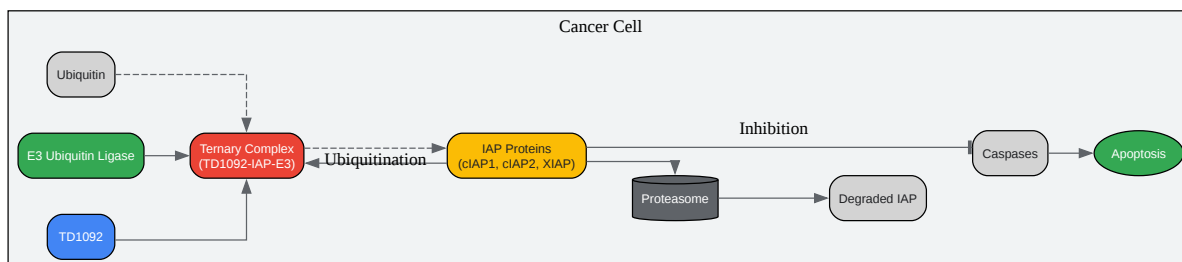 Cancer Cell
Ubiquitin
E3 Ubiquitin Ligase
Ternary Complex
(TD1092-IAP-E3)
TD1092
Ubiquitination
IAP Proteins
(cIAP1, cIAP2, XIAP)
Inhibition
Proteasome
Degraded IAP
Caspases
Apoptosis